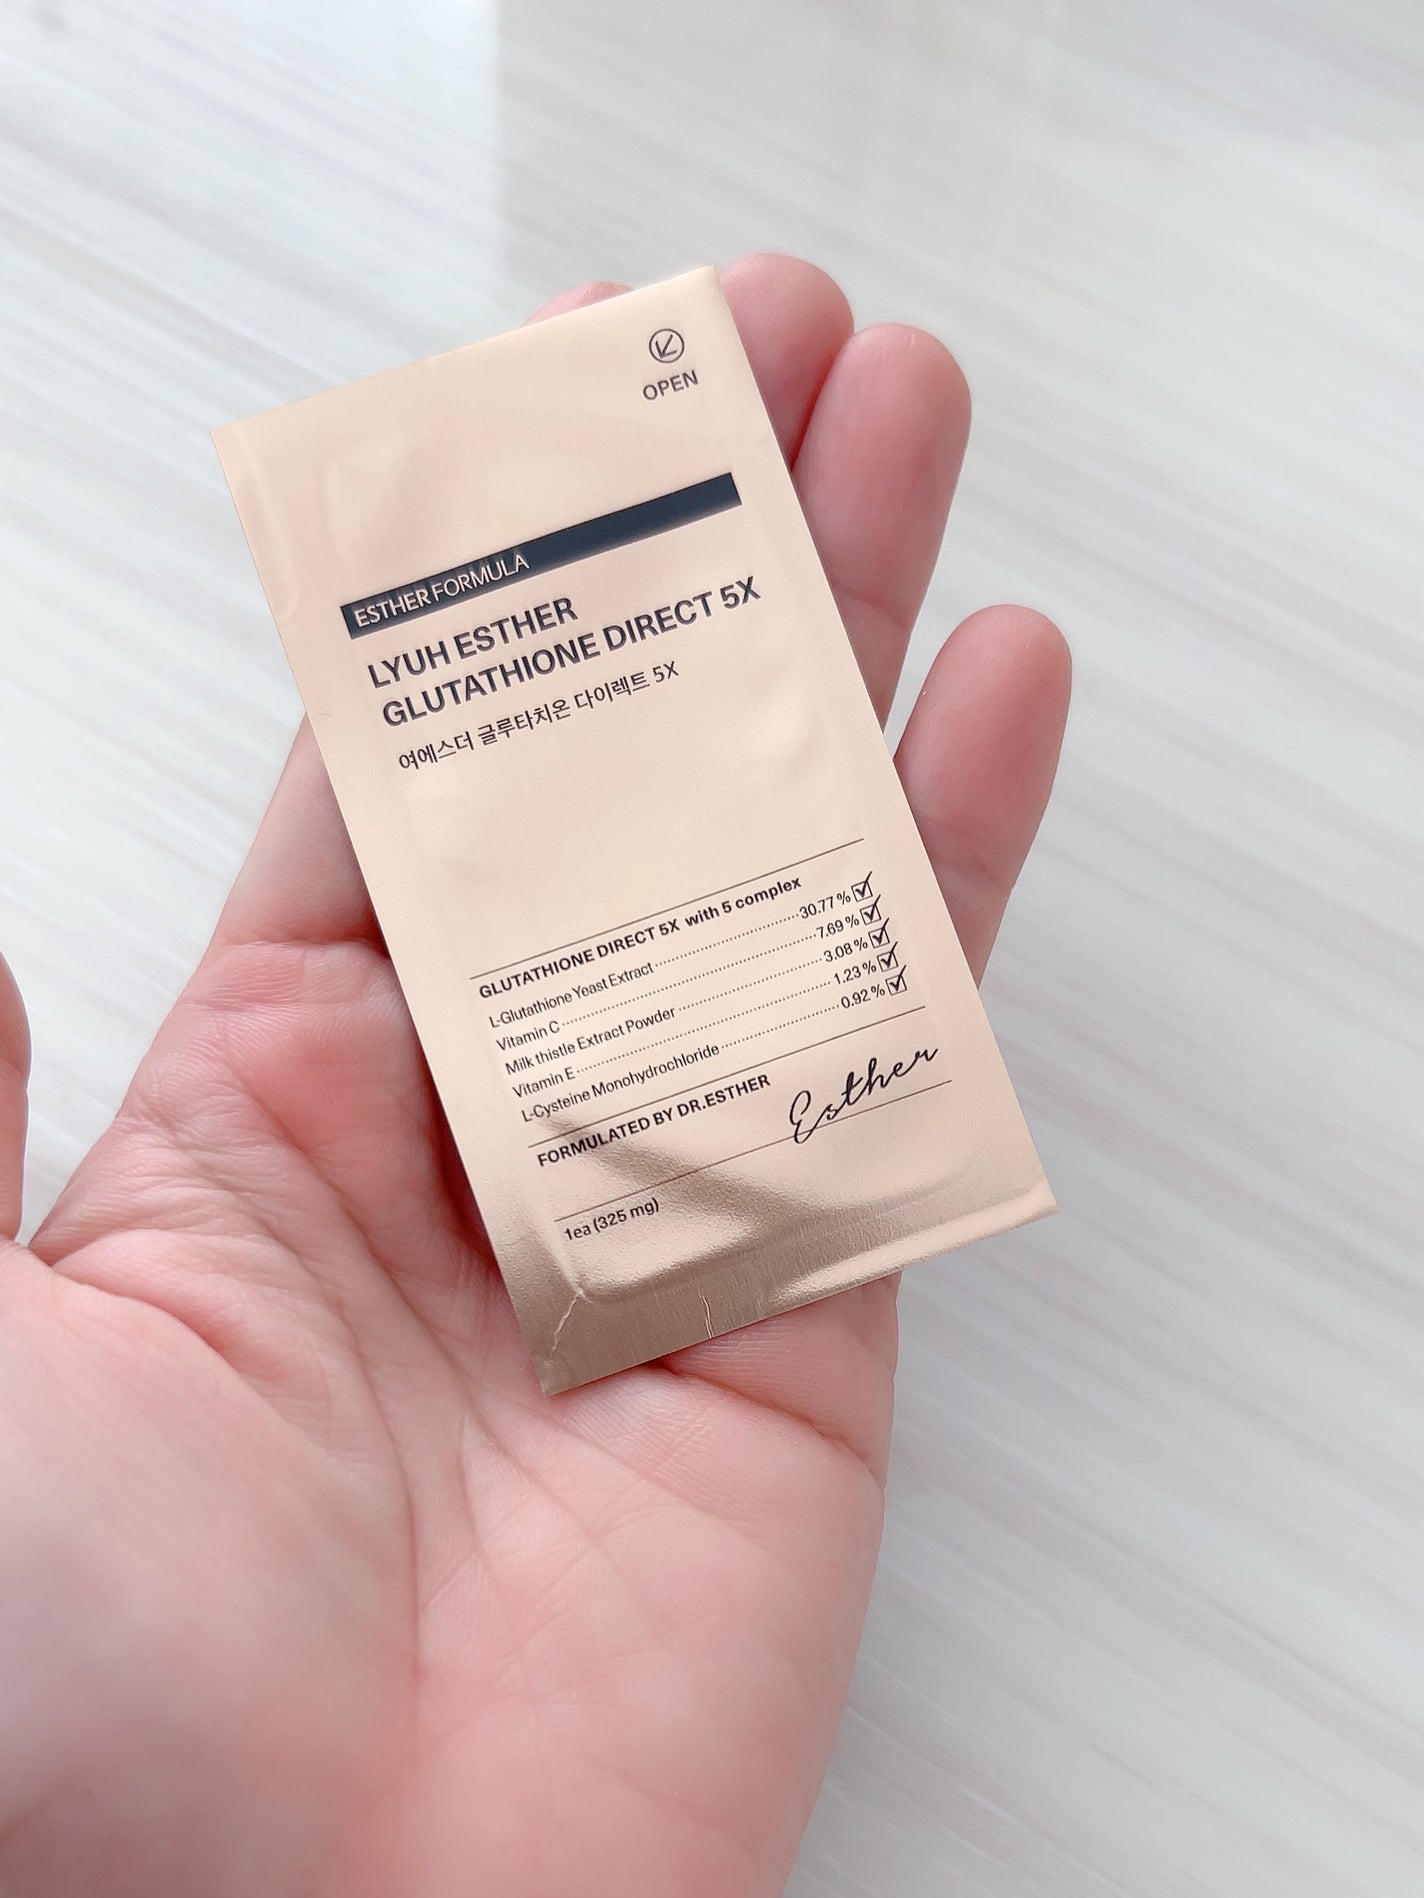 OPEN
ESTHER FORMULA
LYUH ESTHER
GLUTATHIONE DIRECT 5X
여에스더 글루타치온 다이렉트 5X
GLUTATHIONE DIRECT 5X with 5 complex
L-Glutathione Yeast Extract 30.77 %
Vitamin C 7.69 %
Milk thistle Extract Powder 3.08 %
Vitamin E 1.23 %
L-Cysteine Monohydrochloride 0.92 %
FORMULATED BY DR.ESTHER Esther
1ea (325 mg)